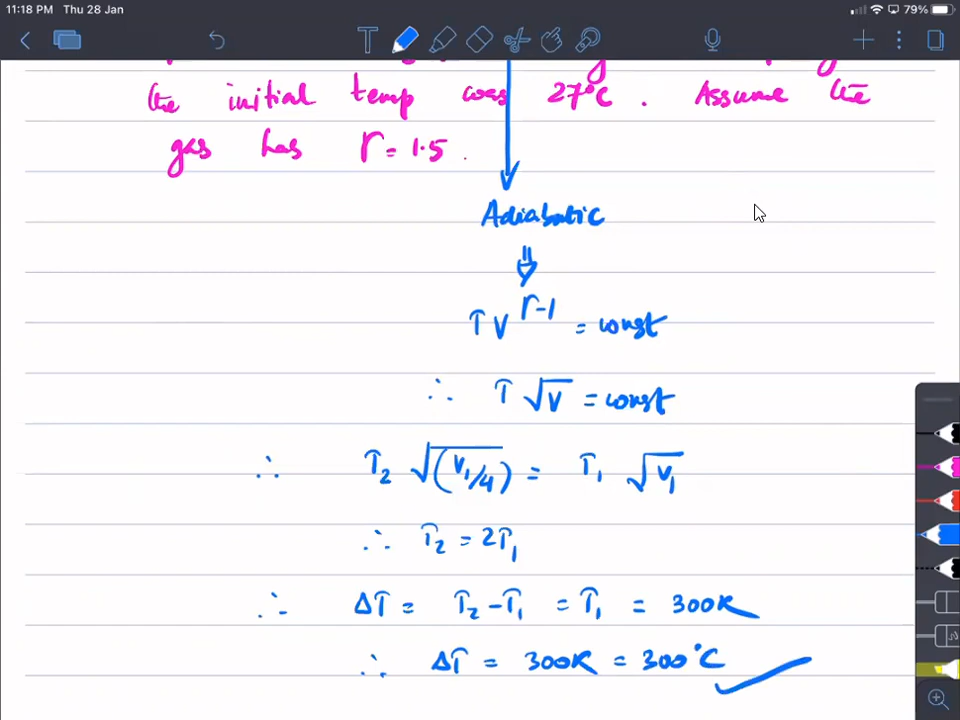 11:18 PM Thu 28 Jan 79%
the initial temp was 27°C . Assume the
gas has r = 1.5 .
Adiabatic
⇓
TV^{r-1} = const
∴ T√V = const
∴ T₂ √(V₁/4) = T₁ √V₁
∴ T₂ = 2T₁
∴ ΔT = T₂-T₁ = T₁ = 300K
∴ ΔT = 300K = 300°C